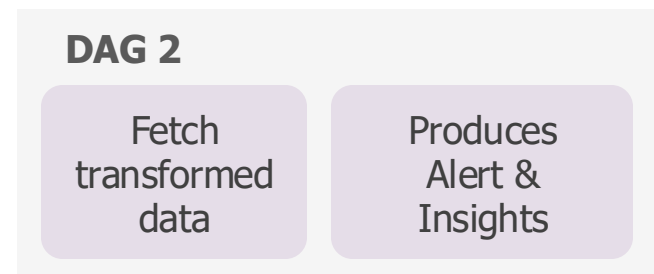 DAG 2
Fetch
transformed
data
Produces
Alert &
Insights